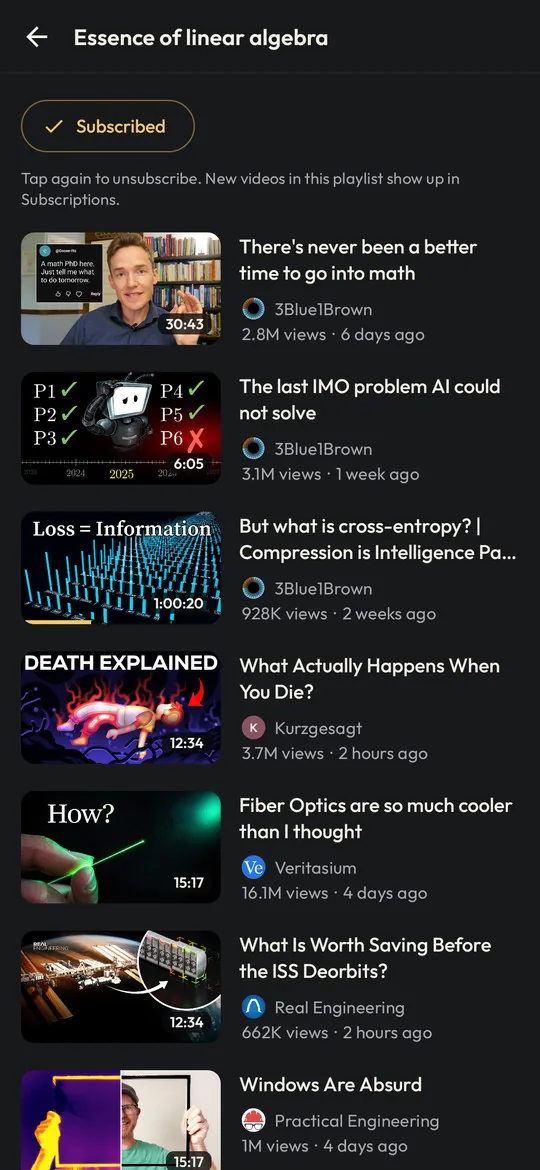 Essence of linear algebra
Subscribed
Tap again to unsubscribe. New videos in this playlist show up in
Subscriptions.
A math PhD here.
Just tell me what
to do tomorrow.
Reply
30:43
There's never been a better
time to go into math
3Blue1Brown
2.8M views · 6 days ago
P1 ✓ P4 ✓
P2 ✓ P5 ✓
P3 ✓ P6 ✗
2024 2025
6:05
The last IMO problem AI could
not solve
3Blue1Brown
3.1M views · 1 week ago
Loss = Information
1:00:20
But what is cross-entropy? |
Compression is Intelligence Pa...
3Blue1Brown
928K views · 2 weeks ago
DEATH EXPLAINED
12:34
What Actually Happens When
You Die?
K Kurzgesagt
3.7M views · 2 hours ago
How?
15:17
Fiber Optics are so much cooler
than I thought
Ve Veritasium
16.1M views · 4 days ago
REAL
ENGINEERING
12:34
What Is Worth Saving Before
the ISS Deorbits?
Real Engineering
662K views · 2 hours ago
15:17
Windows Are Absurd
Practical Engineering
1M views · 4 days ago